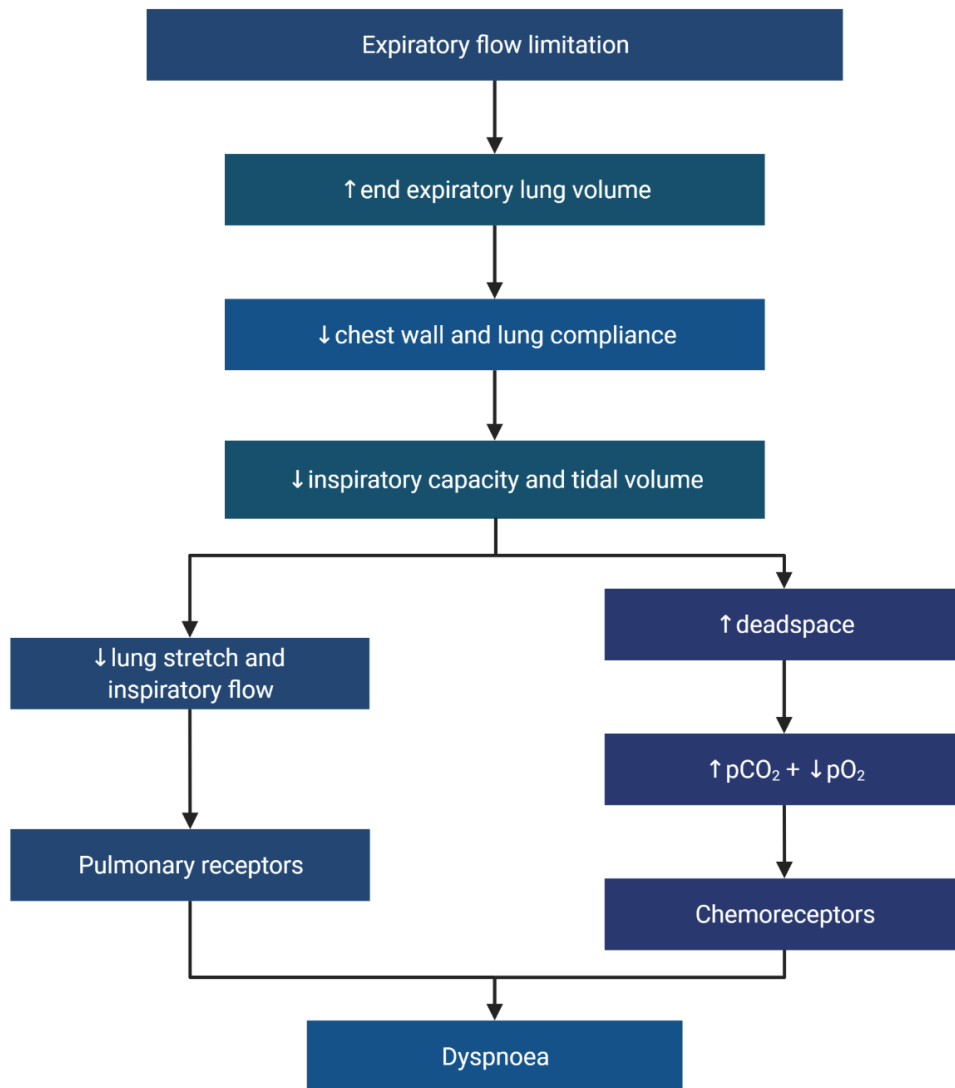 Expiratory flow limitation
↑end expiratory lung volume
↓chest wall and lung compliance
↓inspiratory capacity and tidal volume
↓lung stretch and
inspiratory flow
Pulmonary receptors
↑deadspace
↑pCO₂ + ↓pO₂
Chemoreceptors
Dyspnoea